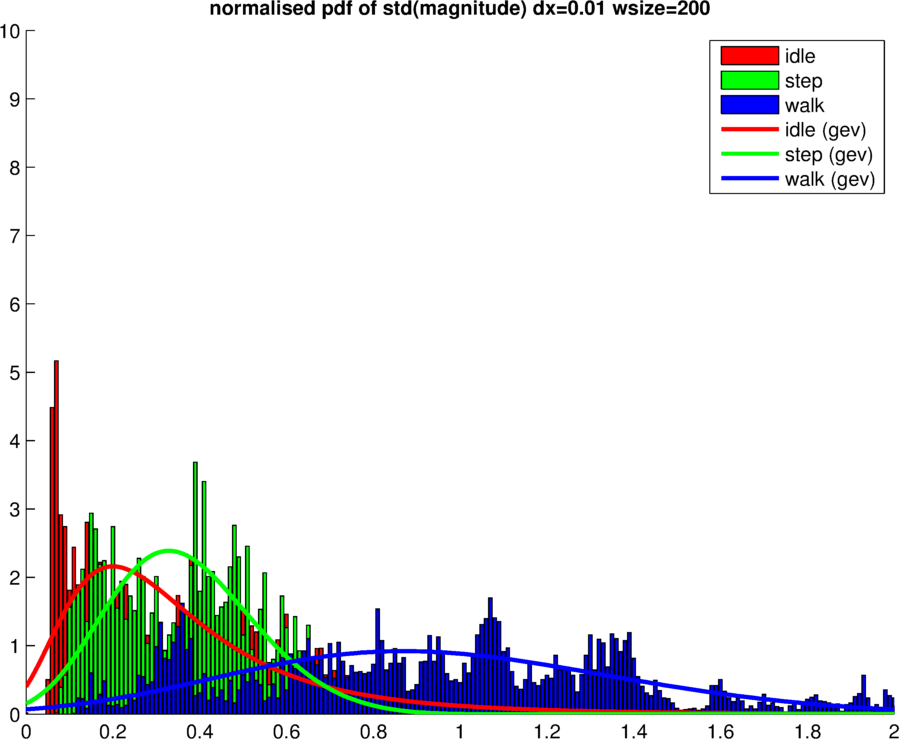 normalised pdf of std(magnitude) dx=0.01 wsize=200
10
9
8
7
6
5
4
3
2
1
0
idle
step
walk
idle (gev)
step (gev)
walk (gev)
0 0.2 0.4 0.6 0.8 1 1.2 1.4 1.6 1.8 2